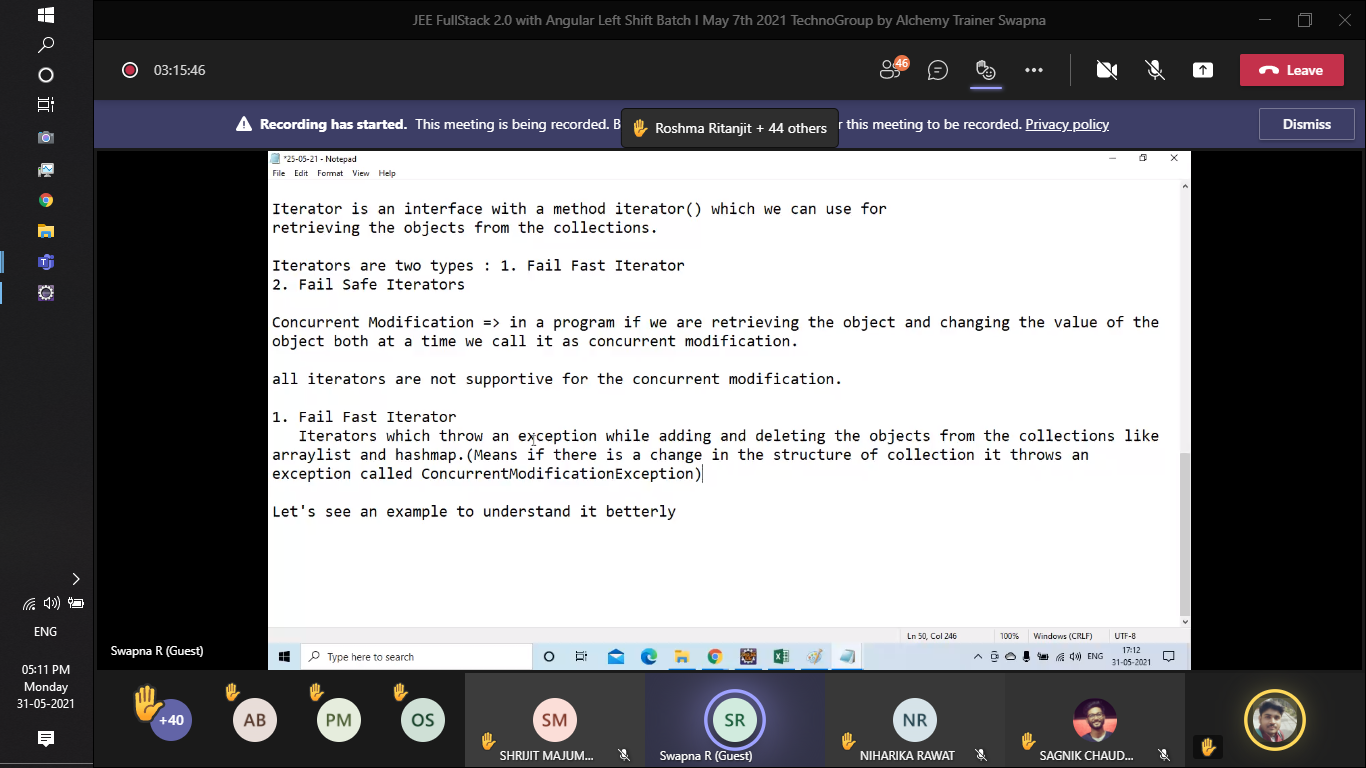 JEE FullStack 2.0 with Angular Left Shift Batch I May 7th 2021 TechnoGroup by Alchemy Trainer Swapna
03:15:46
46
Leave
Recording has started. This meeting is being recorded. B
Roshma Ritanjit + 44 others
r this meeting to be recorded. Privacy policy
Dismiss
*25-05-21 - Notepad
File Edit Format View Help
Iterator is an interface with a method iterator() which we can use for
retrieving the objects from the collections.
Iterators are two types : 1. Fail Fast Iterator
2. Fail Safe Iterators
Concurrent Modification => in a program if we are retrieving the object and changing the value of the
object both at a time we call it as concurrent modification.
all iterators are not supportive for the concurrent modification.
1. Fail Fast Iterator
Iterators which throw an exception while adding and deleting the objects from the collections like
arraylist and hashmap.(Means if there is a change in the structure of collection it throws an
exception called ConcurrentModificationException)
Let's see an example to understand it betterly
Ln 50, Col 246 100% Windows (CRLF) UTF-8
Type here to search
ENG
17:12
31-05-2021
Swapna R (Guest)
ENG
05:11 PM
Monday
31-05-2021
+40
AB
PM
OS
SM
SHRIJIT MAJUM...
SR
Swapna R (Guest)
NR
NIHARIKA RAWAT
SAGNIK CHAUD...